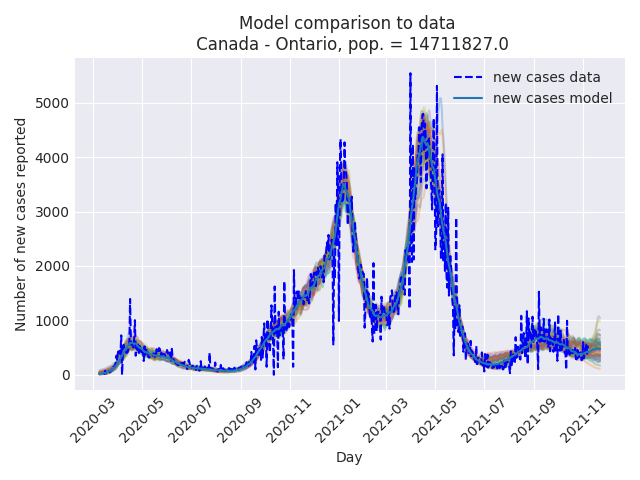 Model comparison to data
Canada - Ontario, pop. = 14711827.0
new cases data
new cases model
Number of new cases reported
5000
4000
3000
2000
1000
0
2020-03
2020-05
2020-07
2020-09
2020-11
2021-01
2021-03
2021-05
2021-07
2021-09
2021-11
Day